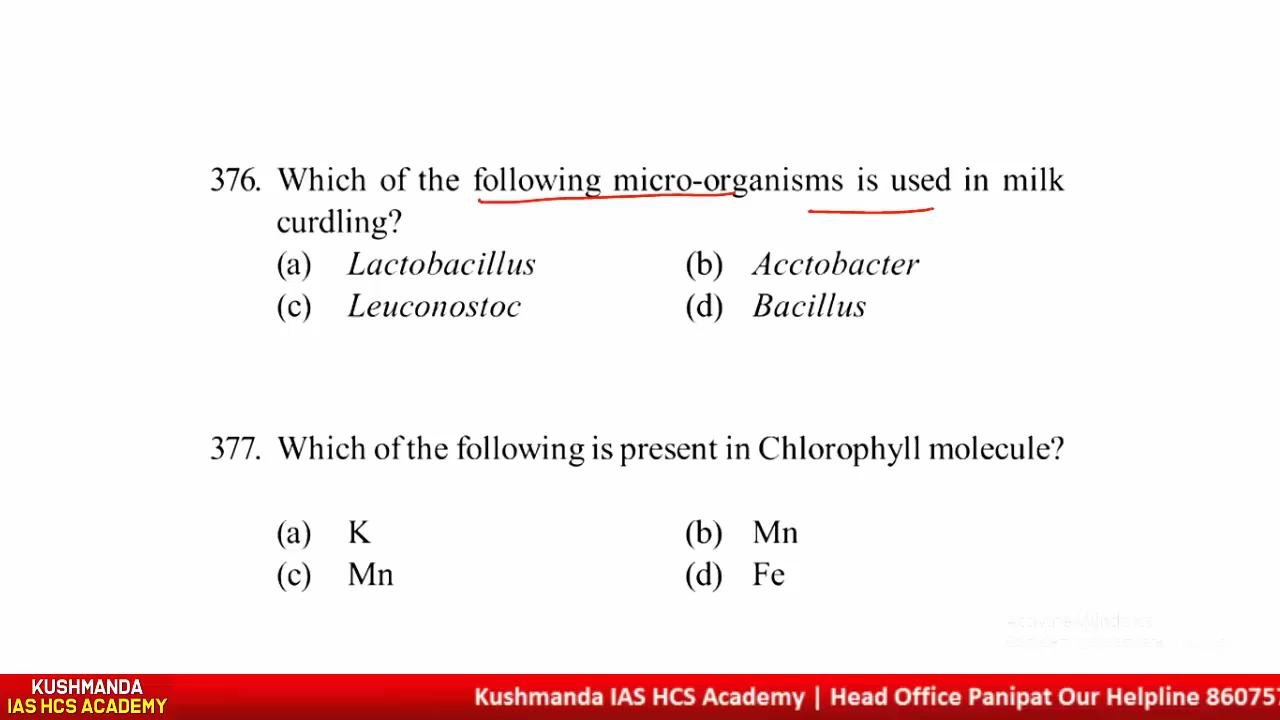 376. Which of the following micro-organisms is used in milk
curdling?
(a) Lactobacillus (b) Acctobacter
(c) Leuconostoc (d) Bacillus
377. Which of the following is present in Chlorophyll molecule?
(a) K (b) Mn
(c) Mn (d) Fe
KUSHMANDA
IAS HCS ACADEMY
Kushmanda IAS HCS Academy | Head Office Panipat Our Helpline 86075